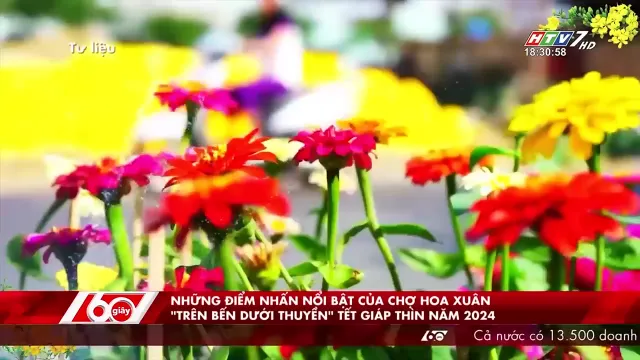 Tư liệu
HTV7 HD
18:30:58
60 giây
NHỮNG ĐIỂM NHẤN NỔI BẬT CỦA CHỢ HOA XUÂN
"TRÊN BẾN DƯỚI THUYỀN" TẾT GIÁP THÌN NĂM 2024
60
Cả nước có 13.500 doanh